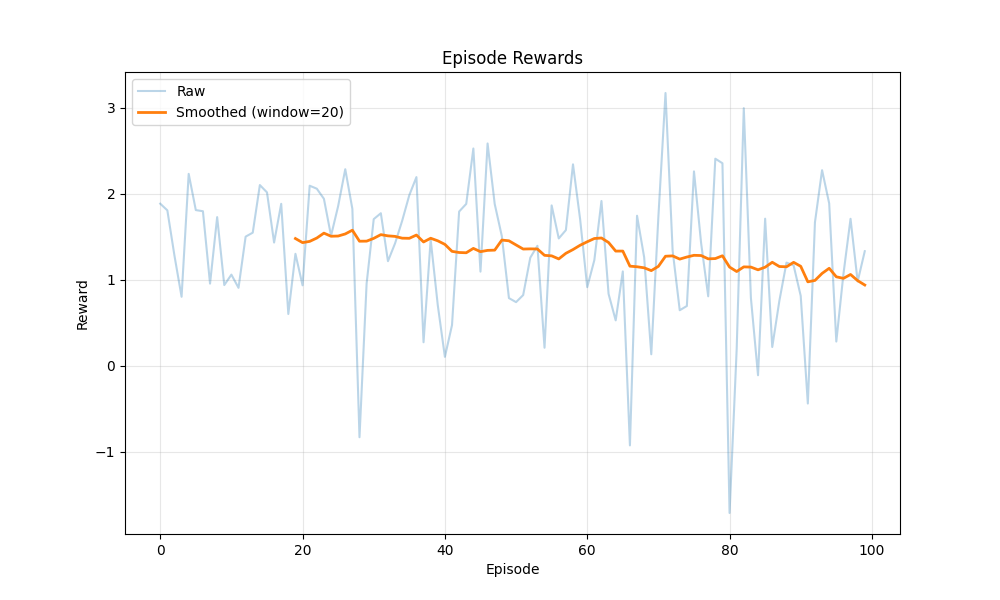 Episode Rewards
Raw
Smoothed (window=20)
3
2
1
0
−1
Reward
0 20 40 60 80 100
Episode